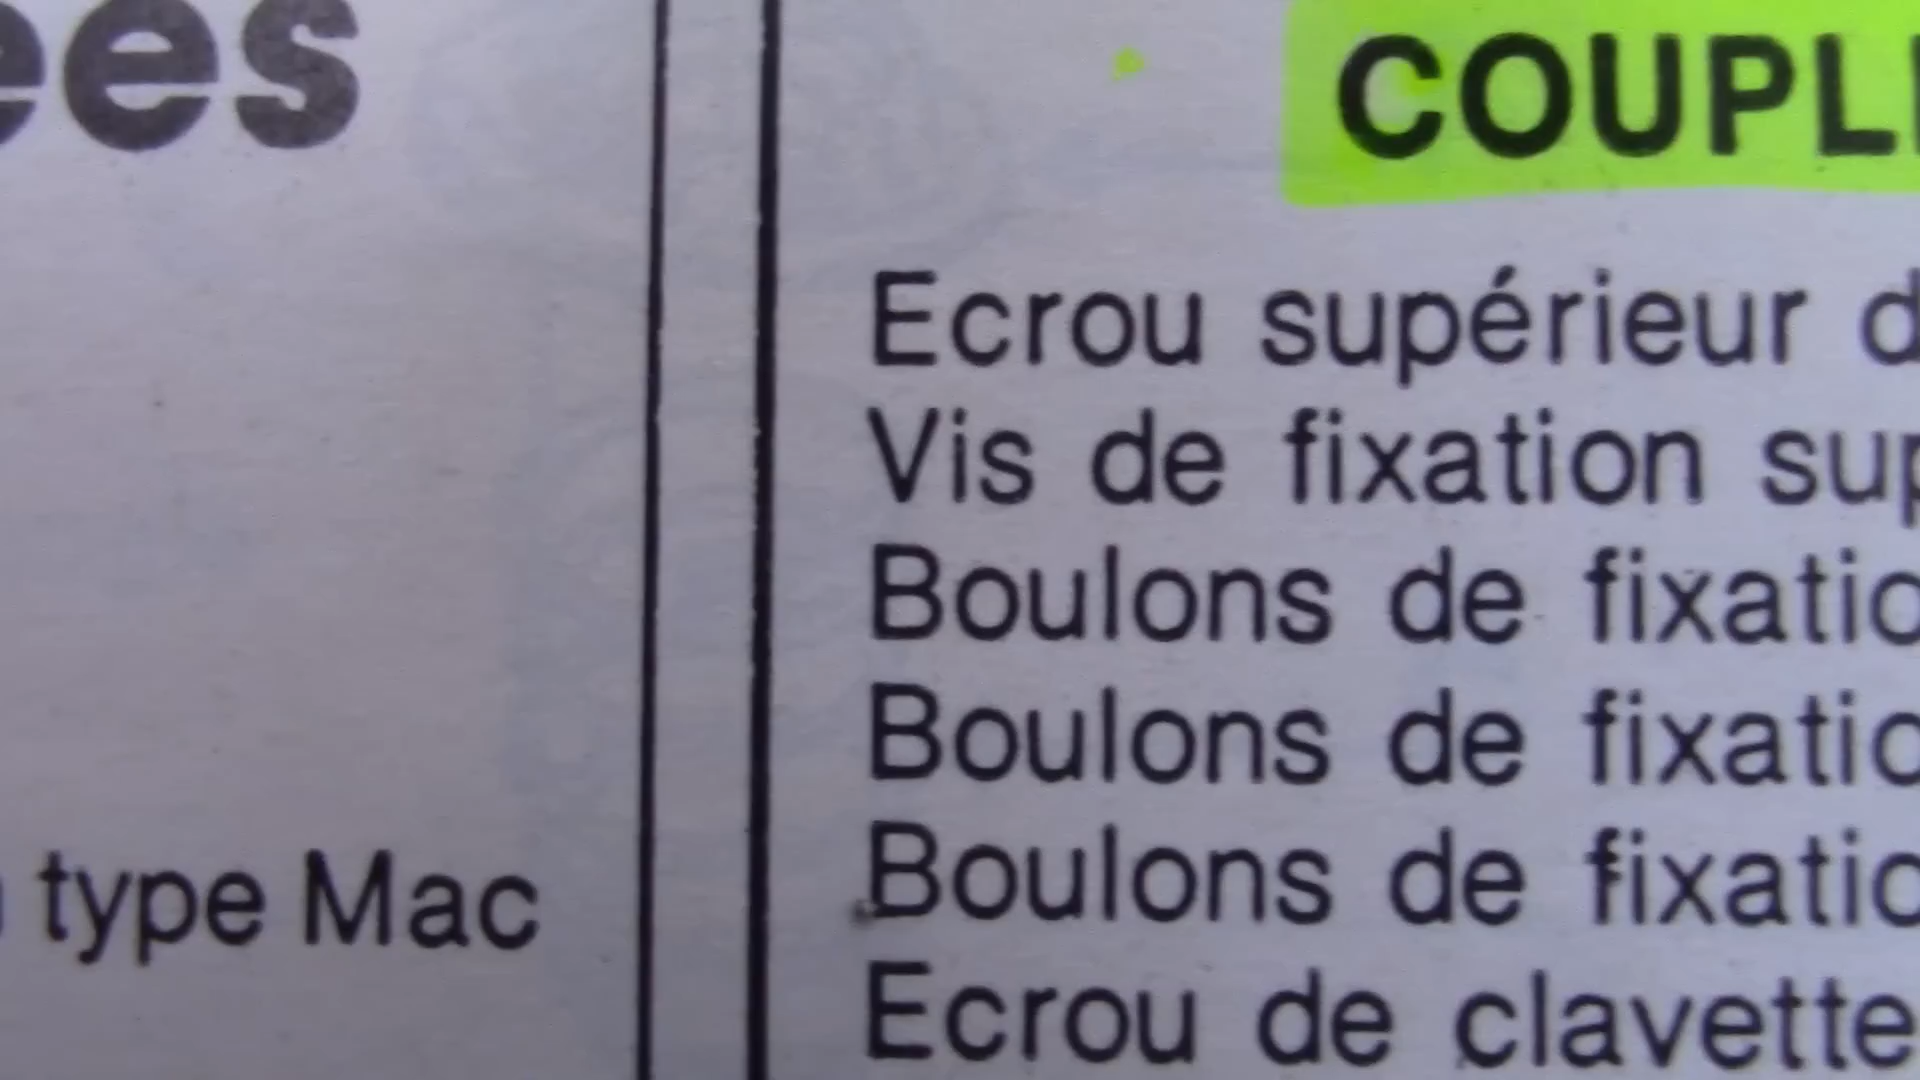 ees
type Mac
COUPL
Ecrou supérieur d
Vis de fixation sup
Boulons de fixatio
Boulons de fixatio
Boulons de fixatio
Ecrou de clavette